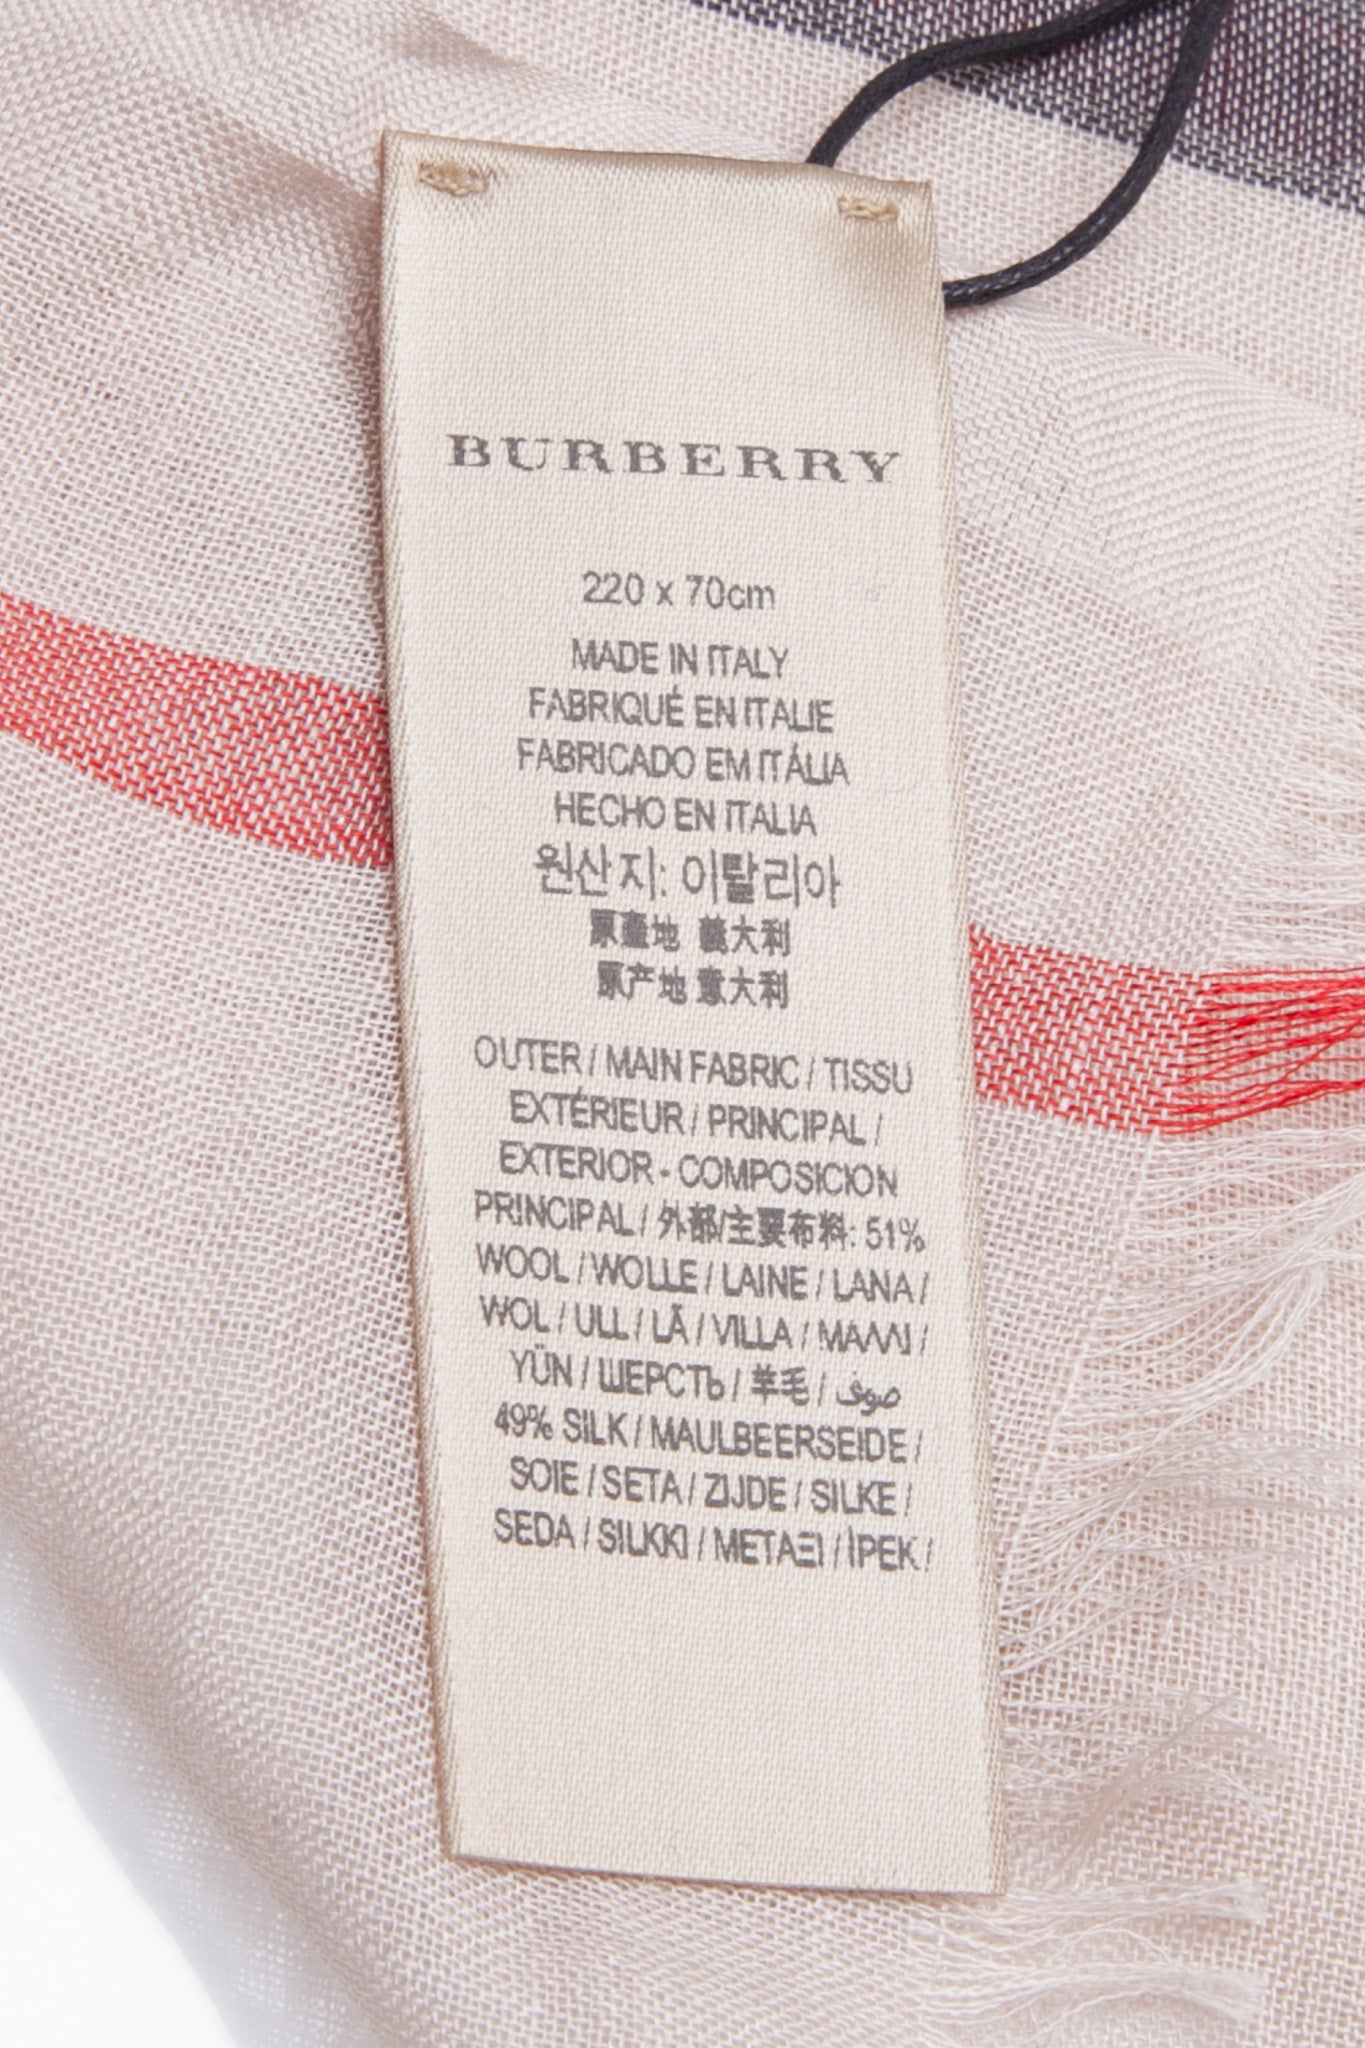 BURBERRY
220 x 70cm
MADE IN ITALY
FABRIQUÉ EN ITALIE
FABRICADO EM ITÁLIA
HECHO EN ITALIA
원산지: 이탈리아
原產地 義大利
原产地 意大利
OUTER / MAIN FABRIC / TISSU
EXTÉRIEUR / PRINCIPAL /
EXTERIOR - COMPOSICION
PRINCIPAL / 外部/主要布料: 51%
WOOL / WOLLE / LAINE / LANA /
WOL / ULL / LÃ / VILLA / ΜΑΛΛΙ /
YÜN / ШЕРСТЬ / 羊毛 / صوف
49% SILK / MAULBEERSEIDE /
SOIE / SETA / ZIJDE / SILKE /
SEDA / SILKKI / ΜΕΤΑΞΙ / İPEK /